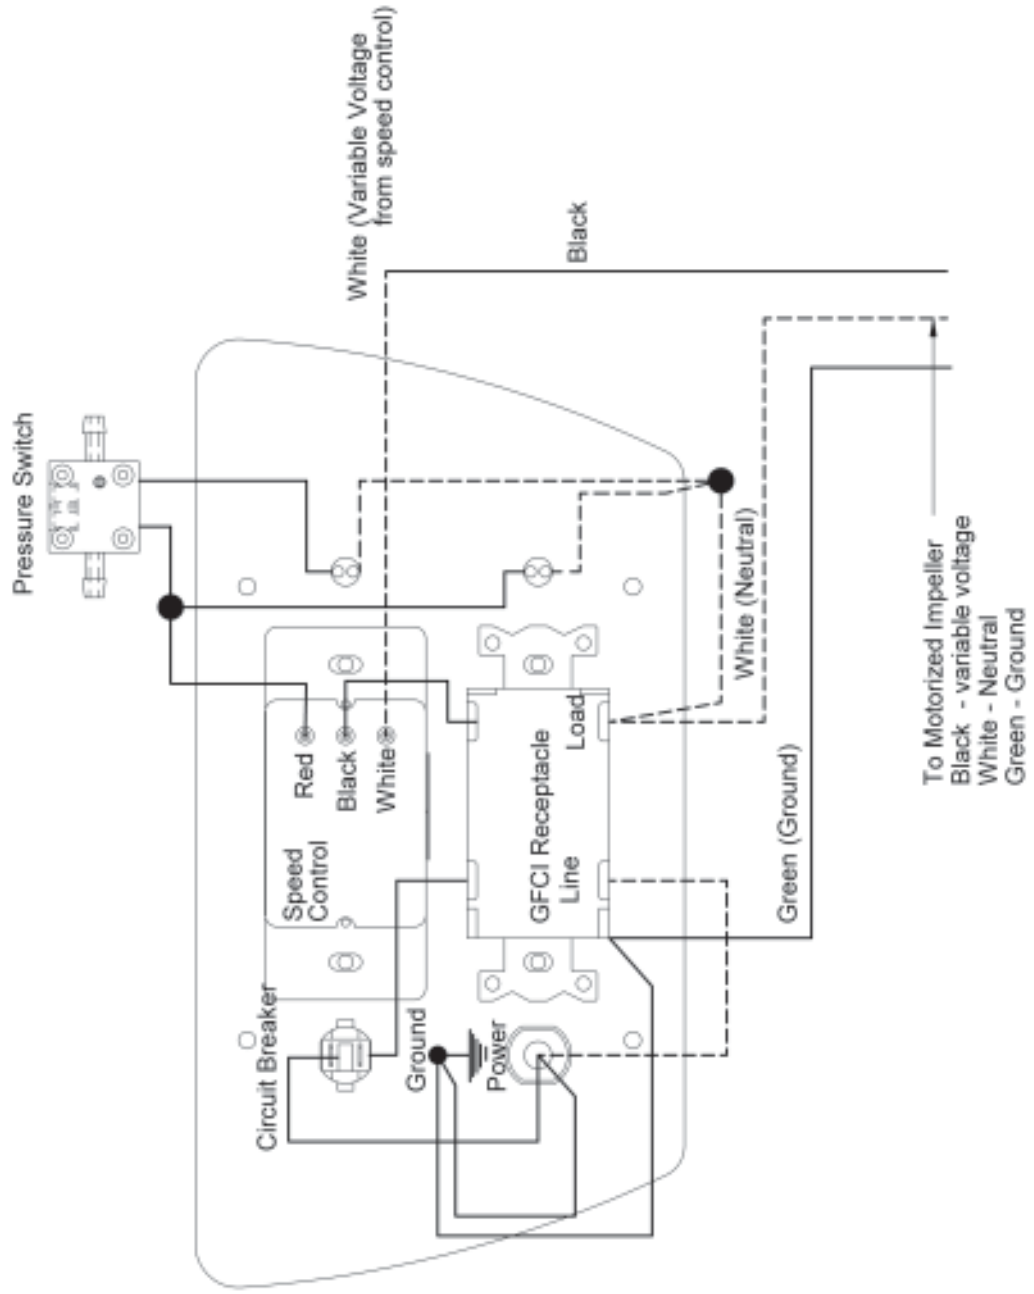 Pressure Switch
White (Variable Voltage
from speed control)
Black
Red
Black
White
Speed
Control
Load
GFCI Receptacle
Line
White (Neutral)
Green (Ground)
Circuit Breaker
Ground
Power
To Motorized Impeller
Black - variable voltage
White - Neutral
Green - Ground